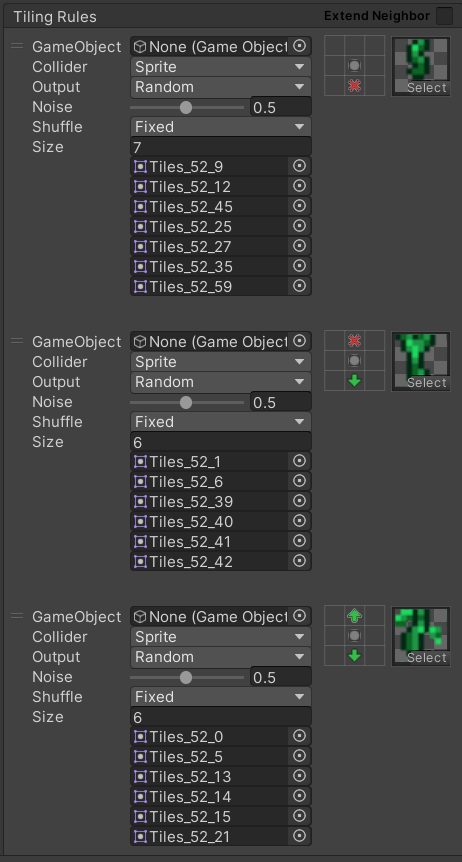 Tiling Rules Extend Neighbor
GameObject None (Game Object
Collider Sprite
Output Random
Noise 0.5
Shuffle Fixed
Size 7
Tiles_52_9
Tiles_52_12
Tiles_52_45
Tiles_52_25
Tiles_52_27
Tiles_52_35
Tiles_52_59
Select
GameObject None (Game Object
Collider Sprite
Output Random
Noise 0.5
Shuffle Fixed
Size 6
Tiles_52_1
Tiles_52_6
Tiles_52_39
Tiles_52_40
Tiles_52_41
Tiles_52_42
Select
GameObject None (Game Object
Collider Sprite
Output Random
Noise 0.5
Shuffle Fixed
Size 6
Tiles_52_0
Tiles_52_5
Tiles_52_13
Tiles_52_14
Tiles_52_15
Tiles_52_21
Select